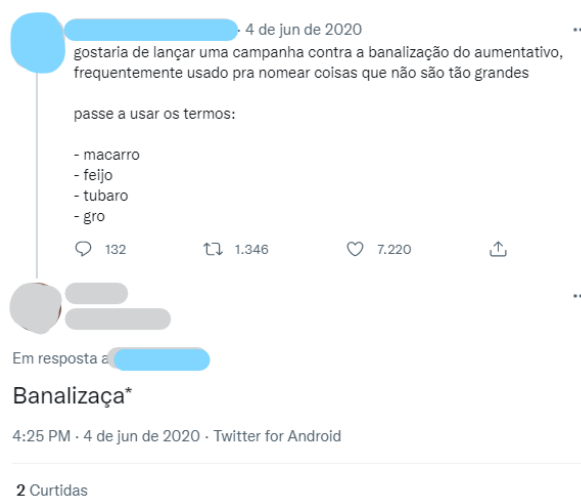 · 4 de jun de 2020
gostaria de lançar uma campanha contra a banalização do aumentativo,
frequentemente usado pra nomear coisas que não são tão grandes
passe a usar os termos:
- macarro
- feijo
- tubaro
- gro
132 1.346 7.220
Em resposta a
Banalizaça*
4:25 PM · 4 de jun de 2020 · Twitter for Android
2 Curtidas